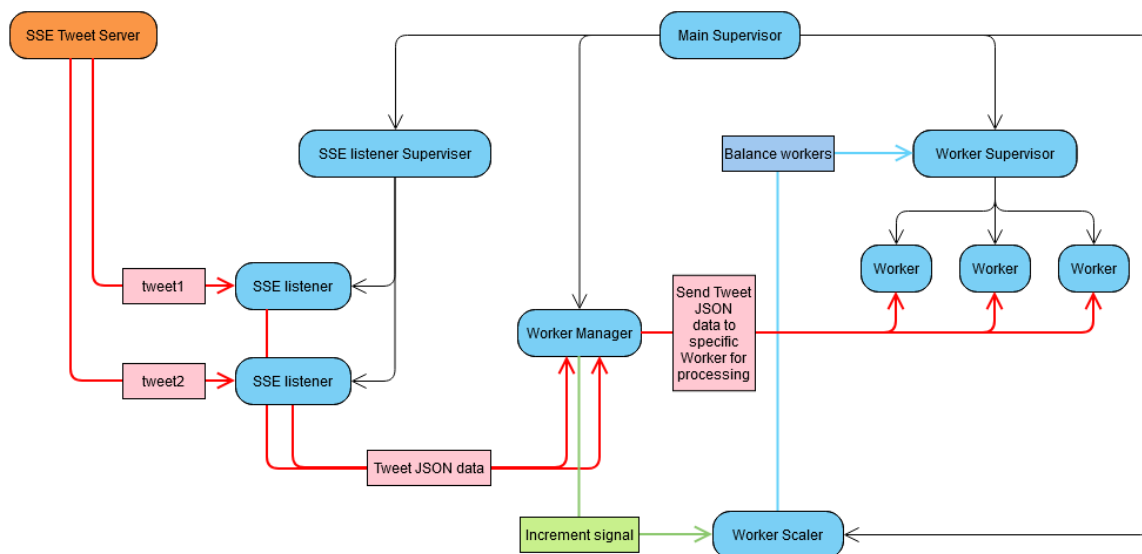 SSE Tweet Server
Main Supervisor
SSE listener Superviser
Balance workers
Worker Supervisor
Worker
Worker
Worker
tweet1
SSE listener
Send Tweet
JSON
data to
specific
Worker for
processing
Worker Manager
tweet2
SSE listener
Tweet JSON data
Increment signal
Worker Scaler